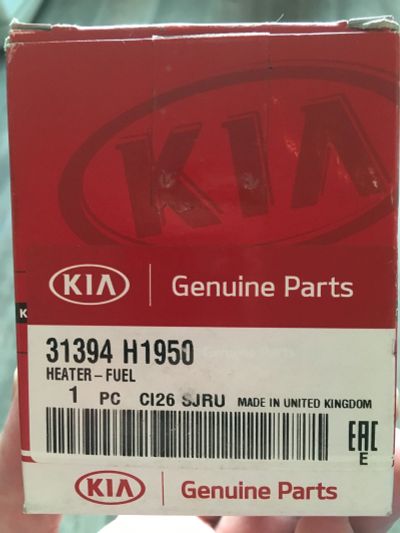 KIA
KIA Genuine Parts
31394 H1950
HEATER-FUEL
1 PC CI26 SJRU MADE IN UNITED KINGDOM
EAC
E
KIA Genuine Parts